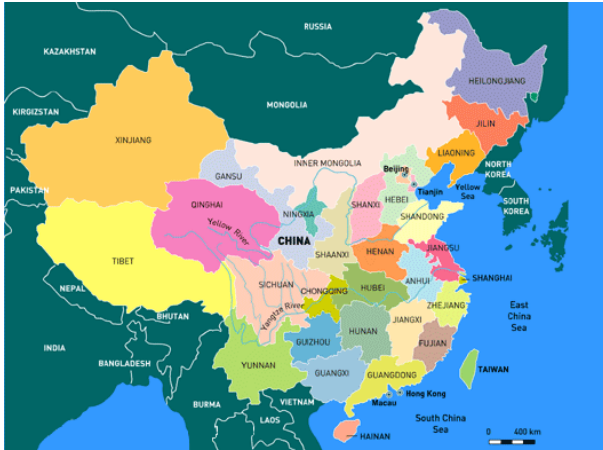 RUSSIA
KAZAKHSTAN
HEILONGJIANG
MONGOLIA
KIRGIZSTAN
JILIN
XINJIANG
LIAONING
INNER MONGOLIA
Beijing
NORTH
KOREA
GANSU
PAKISTAN
Tianjin
Yellow
Sea
QINGHAI
SHANXI
HEBEI
SOUTH
KOREA
NINGXIA
SHANDONG
Yellow River
CHINA
SHAANXI
HENAN
JIANGSU
TIBET
SHANGHAI
SICHUAN
CHONGQING
HUBEI
ANHUI
NEPAL
Yangtze River
ZHEJIANG
East
China
Sea
BHUTAN
JIANGXI
HUNAN
GUIZHOU
FUJIAN
INDIA
BANGLADESH
YUNNAN
GUANGXI
GUANGDONG
TAIWAN
Hong Kong
Macau
BURMA
VIETNAM
LAOS
South China
Sea
HAINAN
0 400 km